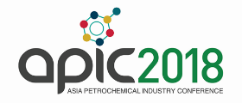 apic2018
ASIA PETROCHEMICAL INDUSTRY CONFERENCE